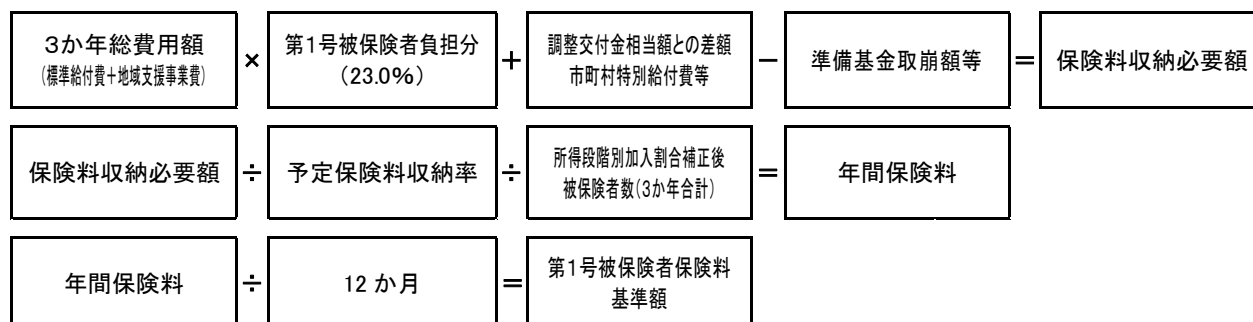 3か年総費用額
(標準給付費+地域支援事業費)
×
第1号被保険者負担分
(23.0%)
+
調整交付金相当額との差額
市町村特別給付費等
−
準備基金取崩額等
=
保険料収納必要額
保険料収納必要額
÷
予定保険料収納率
÷
所得段階別加入割合補正後
被保険者数(3か年合計)
=
年間保険料
年間保険料
÷
12か月
=
第1号被保険者保険料
基準額